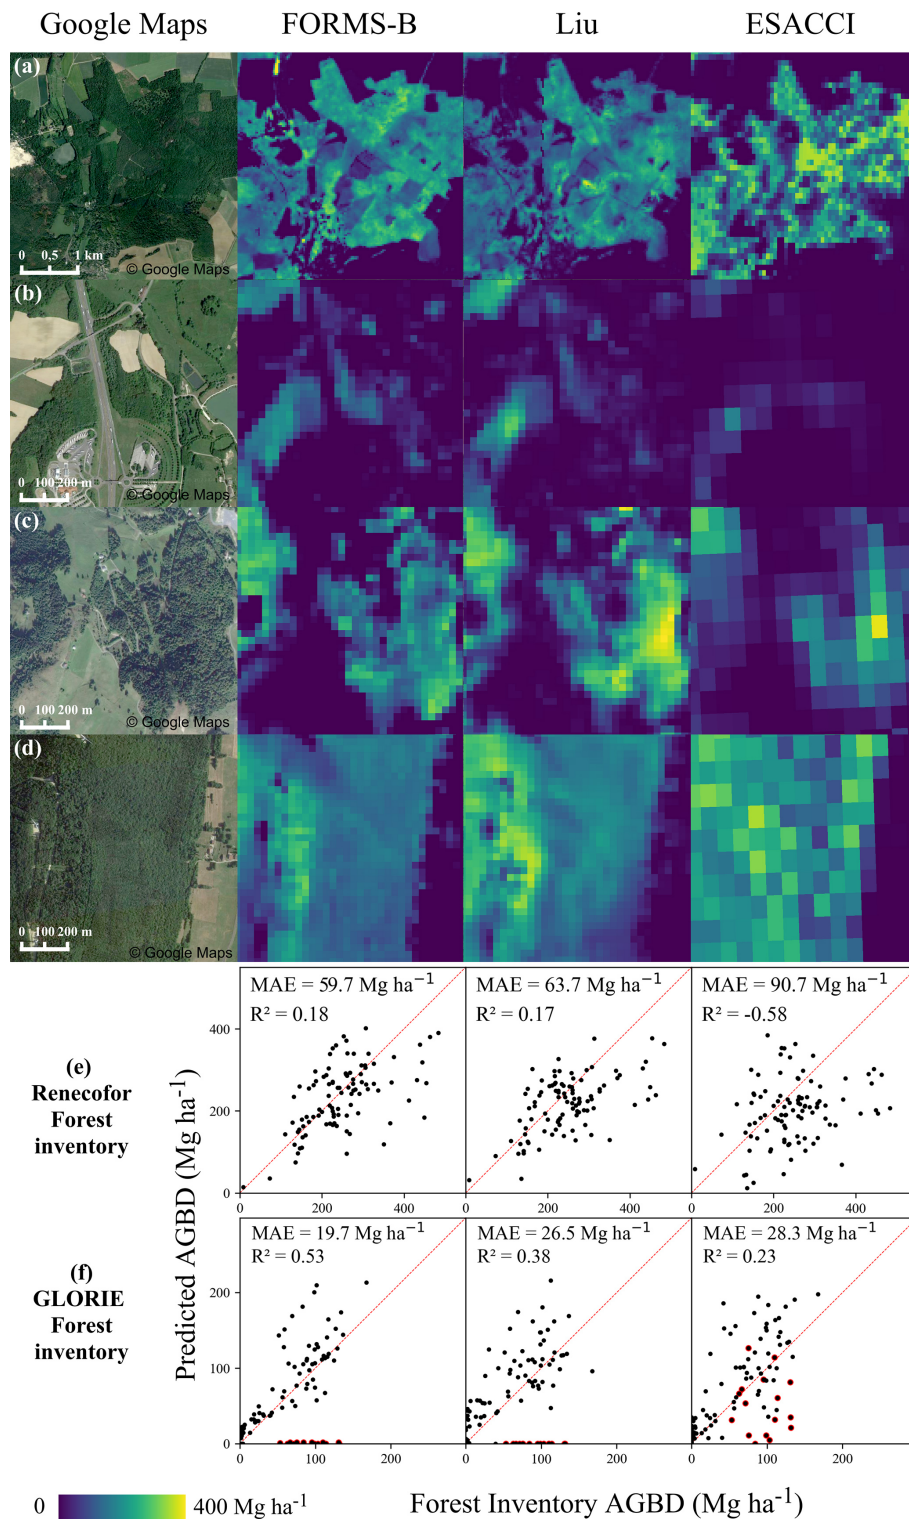 Google Maps FORMS-B Liu ESACCI
(a)
0 0,5 1 km
© Google Maps
(b)
0 100 200 m
© Google Maps
(c)
0 100 200 m
© Google Maps
(d)
0 100 200 m
© Google Maps
(e)
Renecofor
Forest
inventory
MAE = 59.7 Mg ha⁻¹
R² = 0.18
MAE = 63.7 Mg ha⁻¹
R² = 0.17
MAE = 90.7 Mg ha⁻¹
R² = -0.58
400
200
0
0 200 400
0 200 400
0 200 400
Predicted AGBD (Mg ha⁻¹)
(f)
GLORIE
Forest
inventory
MAE = 19.7 Mg ha⁻¹
R² = 0.53
MAE = 26.5 Mg ha⁻¹
R² = 0.38
MAE = 28.3 Mg ha⁻¹
R² = 0.23
200
100
0
0 100 200
0 100 200
0 100 200
0 400 Mg ha⁻¹
Forest Inventory AGBD (Mg ha⁻¹)